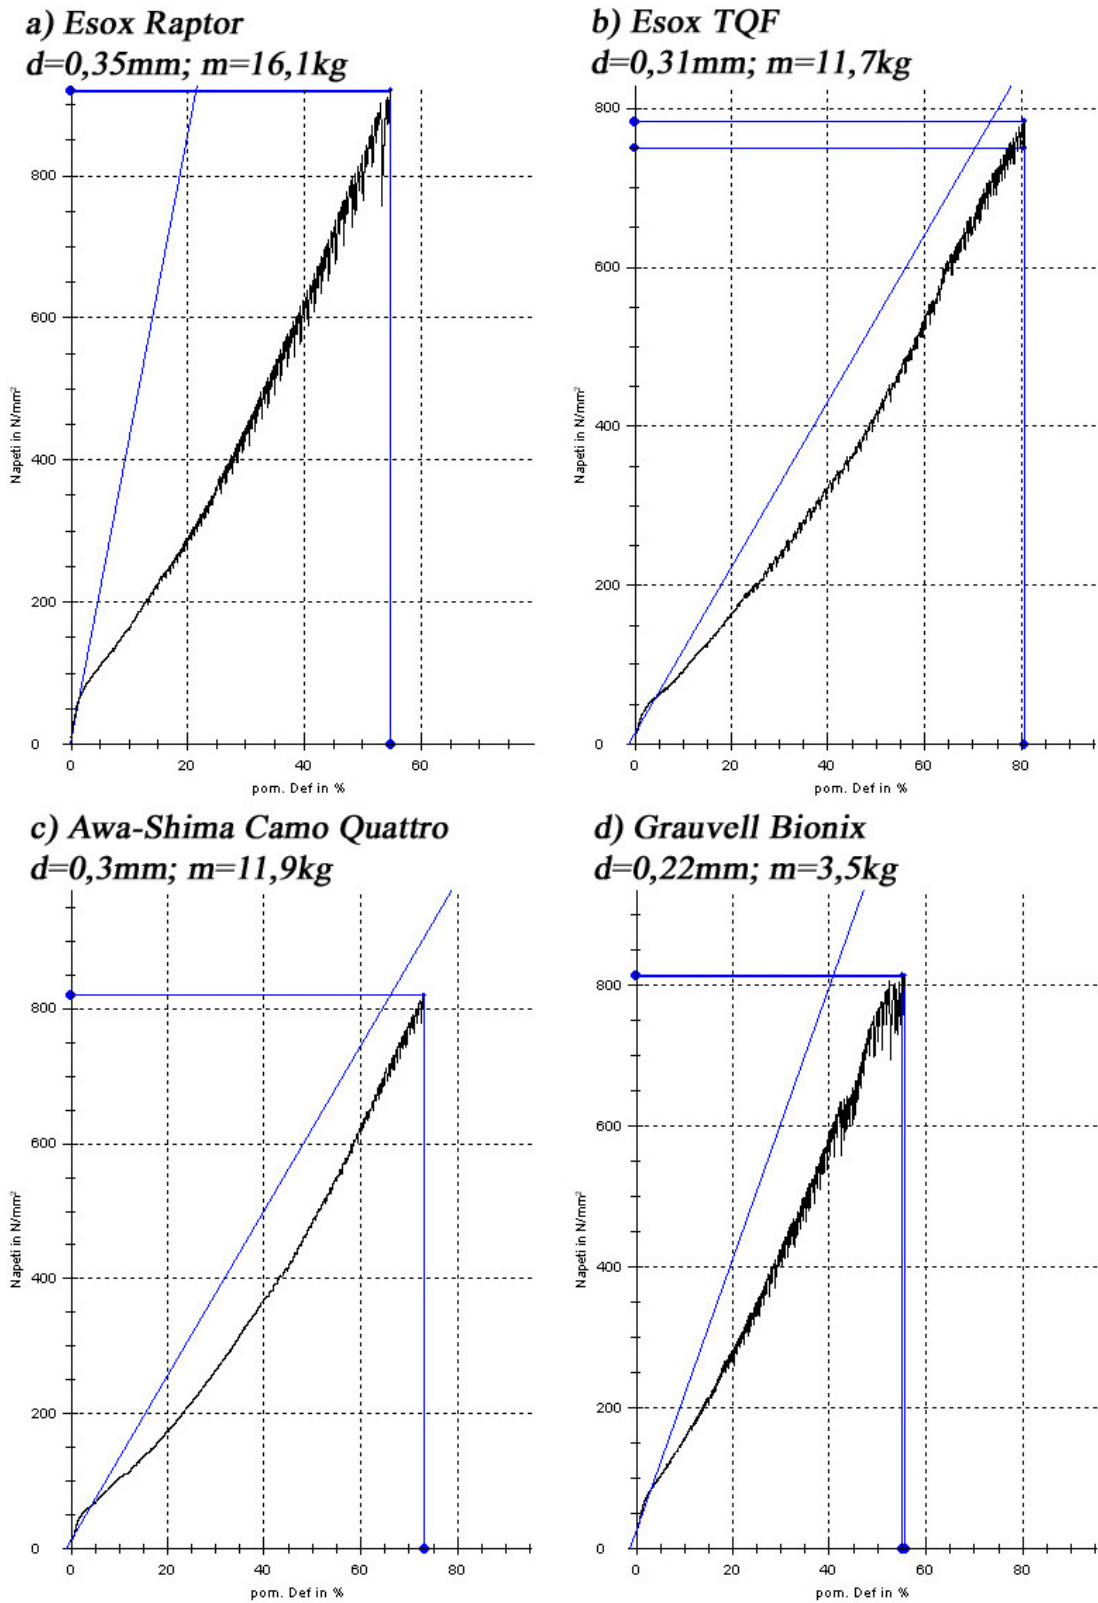 a) Esox Raptor
d=0,35mm; m=16,1kg
800
600
400
200
0
0 20 40 60
Napeti in N/mm²
pom. Def in %
b) Esox TQF
d=0,31mm; m=11,7kg
800
600
400
200
0
0 20 40 60 80
Napeti in N/mm²
pom. Def in %
c) Awa-Shima Camo Quattro
d=0,3mm; m=11,9kg
800
600
400
200
0
0 20 40 60 80
Napeti in N/mm²
pom. Def in %
d) Grauvell Bionix
d=0,22mm; m=3,5kg
800
600
400
200
0
0 20 40 60 80
Napeti in N/mm²
pom. Def in %